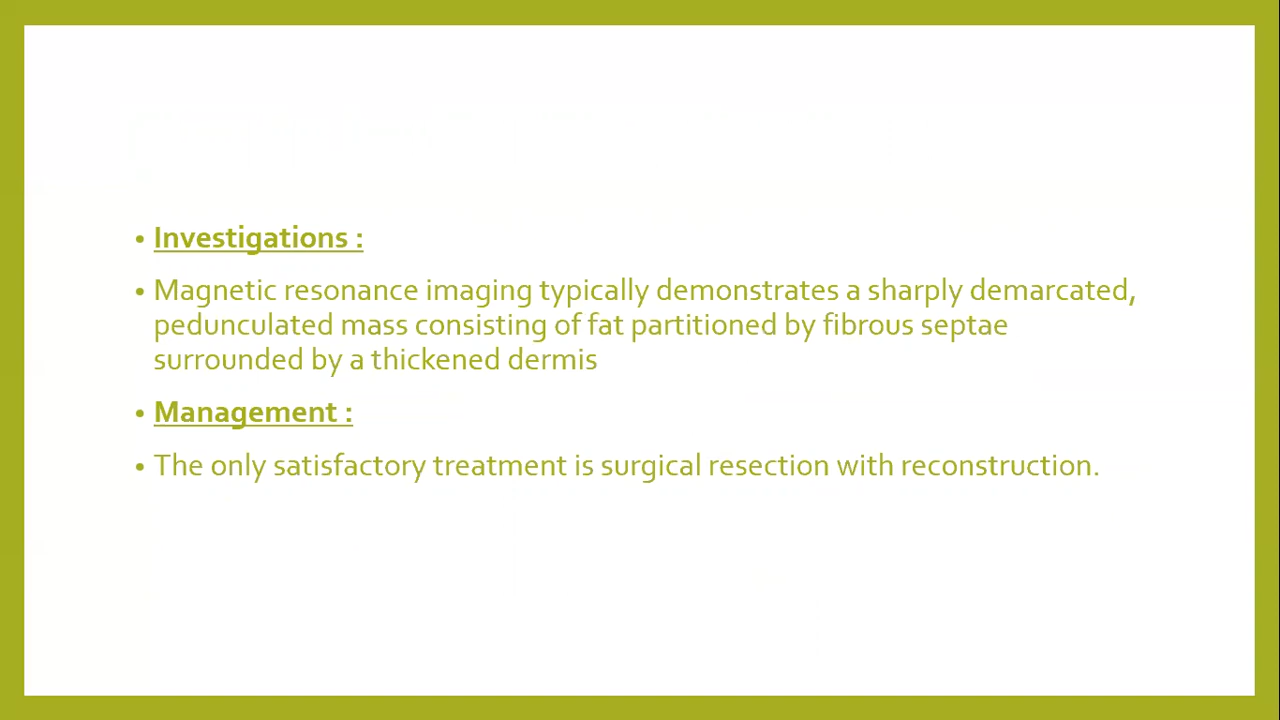 • Investigations :
• Magnetic resonance imaging typically demonstrates a sharply demarcated,
pedunculated mass consisting of fat partitioned by fibrous septae
surrounded by a thickened dermis
• Management :
• The only satisfactory treatment is surgical resection with reconstruction.